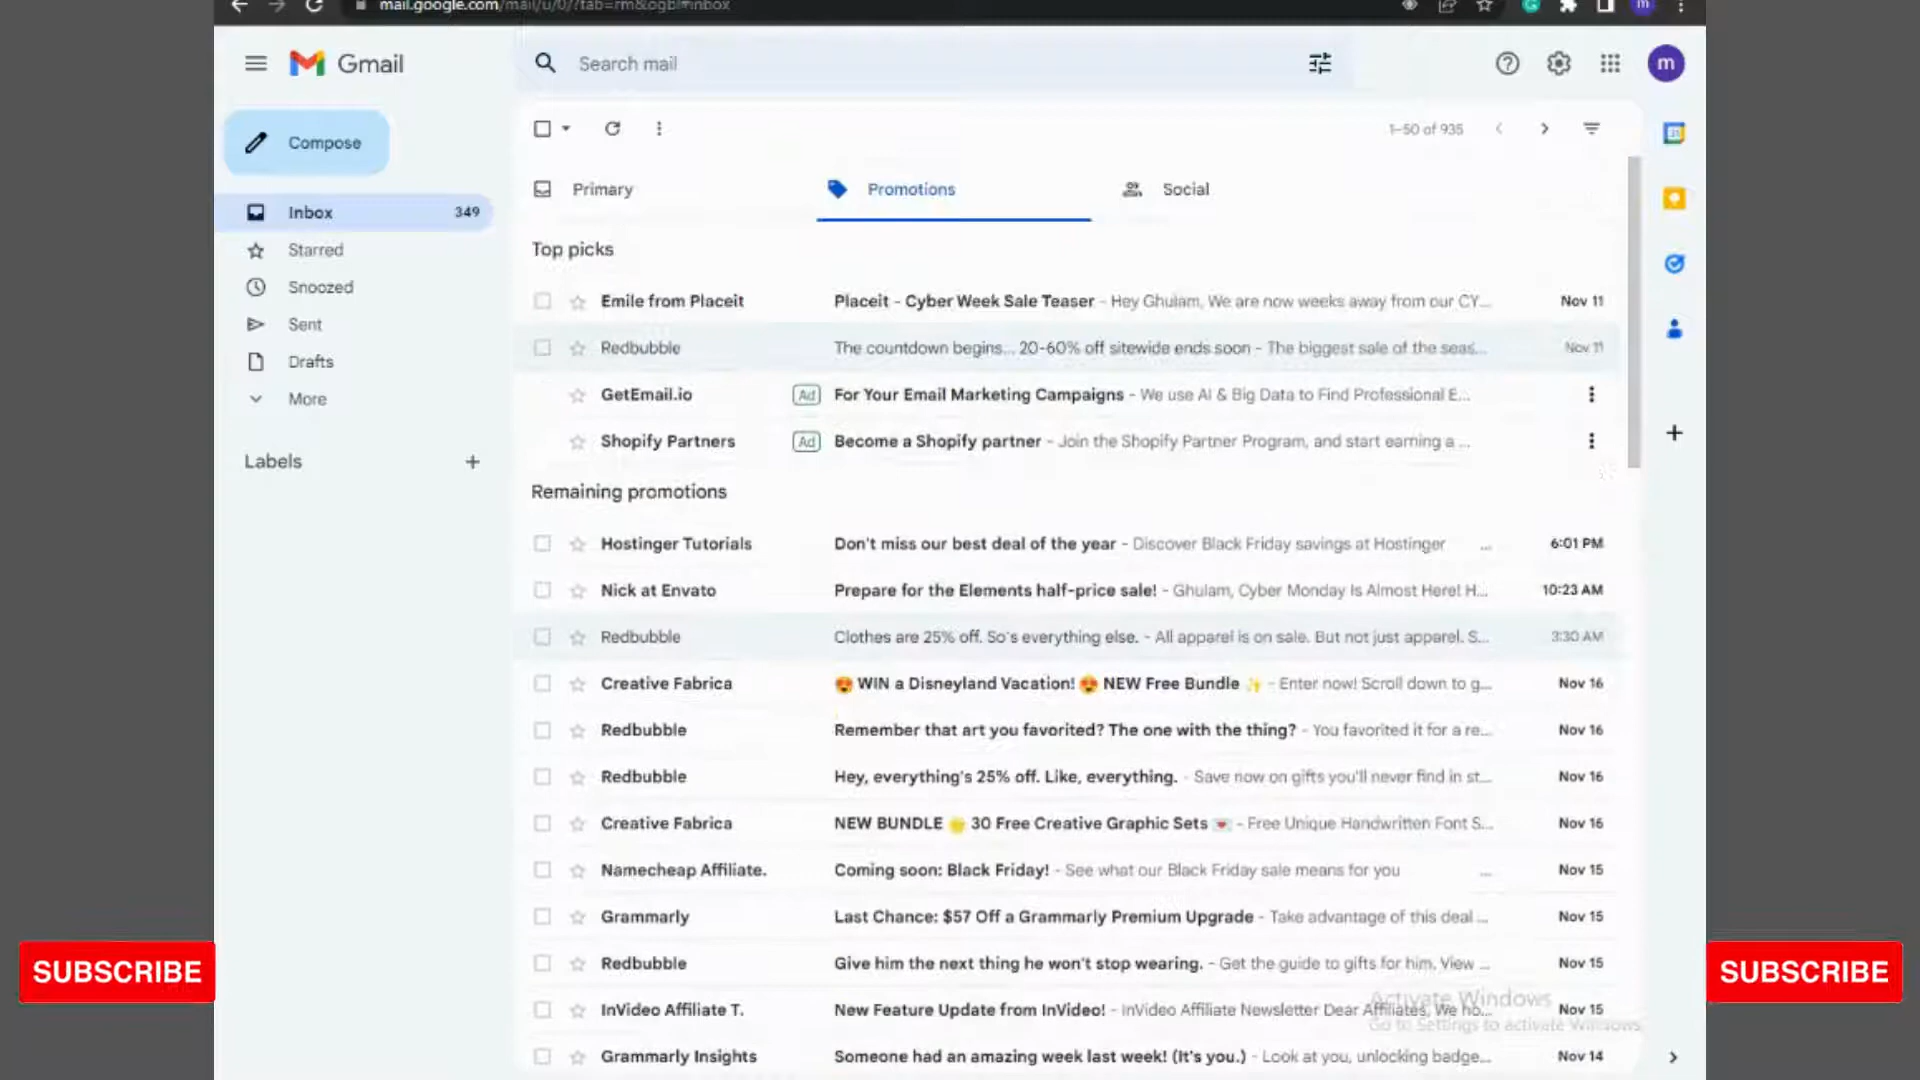 mail.google.com/mail/u/0/?tab=rm&ogbl#inbox
m
Gmail
Search mail
m
Compose
1–50 of 935
Primary
Promotions
Social
Inbox 349
Starred
Snoozed
Sent
Drafts
More
Labels
Top picks
Emile from Placeit Placeit - Cyber Week Sale Teaser - Hey Ghulam, We are now weeks away from our CY... Nov 11
Redbubble The countdown begins... 20-60% off sitewide ends soon - The biggest sale of the seas... Nov 11
GetEmail.io Ad For Your Email Marketing Campaigns - We use AI & Big Data to Find Professional E...
Shopify Partners Ad Become a Shopify partner - Join the Shopify Partner Program, and start earning a ...
Remaining promotions
Hostinger Tutorials Don't miss our best deal of the year - Discover Black Friday savings at Hostinger ... 6:01 PM
Nick at Envato Prepare for the Elements half-price sale! - Ghulam, Cyber Monday Is Almost Here! H... 10:23 AM
Redbubble Clothes are 25% off. So's everything else. - All apparel is on sale. But not just apparel. S... 3:30 AM
Creative Fabrica 😍 WIN a Disneyland Vacation! 😍 NEW Free Bundle ✨ - Enter now! Scroll down to g... Nov 16
Redbubble Remember that art you favorited? The one with the thing? - You favorited it for a re... Nov 16
Redbubble Hey, everything's 25% off. Like, everything. - Save now on gifts you'll never find in st... Nov 16
Creative Fabrica NEW BUNDLE 🌟 30 Free Creative Graphic Sets 💌 - Free Unique Handwritten Font S... Nov 16
Namecheap Affiliate. Coming soon: Black Friday! - See what our Black Friday sale means for you ... Nov 15
Grammarly Last Chance: $57 Off a Grammarly Premium Upgrade - Take advantage of this deal ... Nov 15
Redbubble Give him the next thing he won't stop wearing. - Get the guide to gifts for him. View ... Nov 15
InVideo Affiliate T. New Feature Update from InVideo! - InVideo Affiliate Newsletter Dear Affiliates, We ho... Nov 15
Grammarly Insights Someone had an amazing week last week! (It's you.) - Look at you, unlocking badge... Nov 14
Activate Windows
Go to Settings to activate Windows.
SUBSCRIBE
SUBSCRIBE